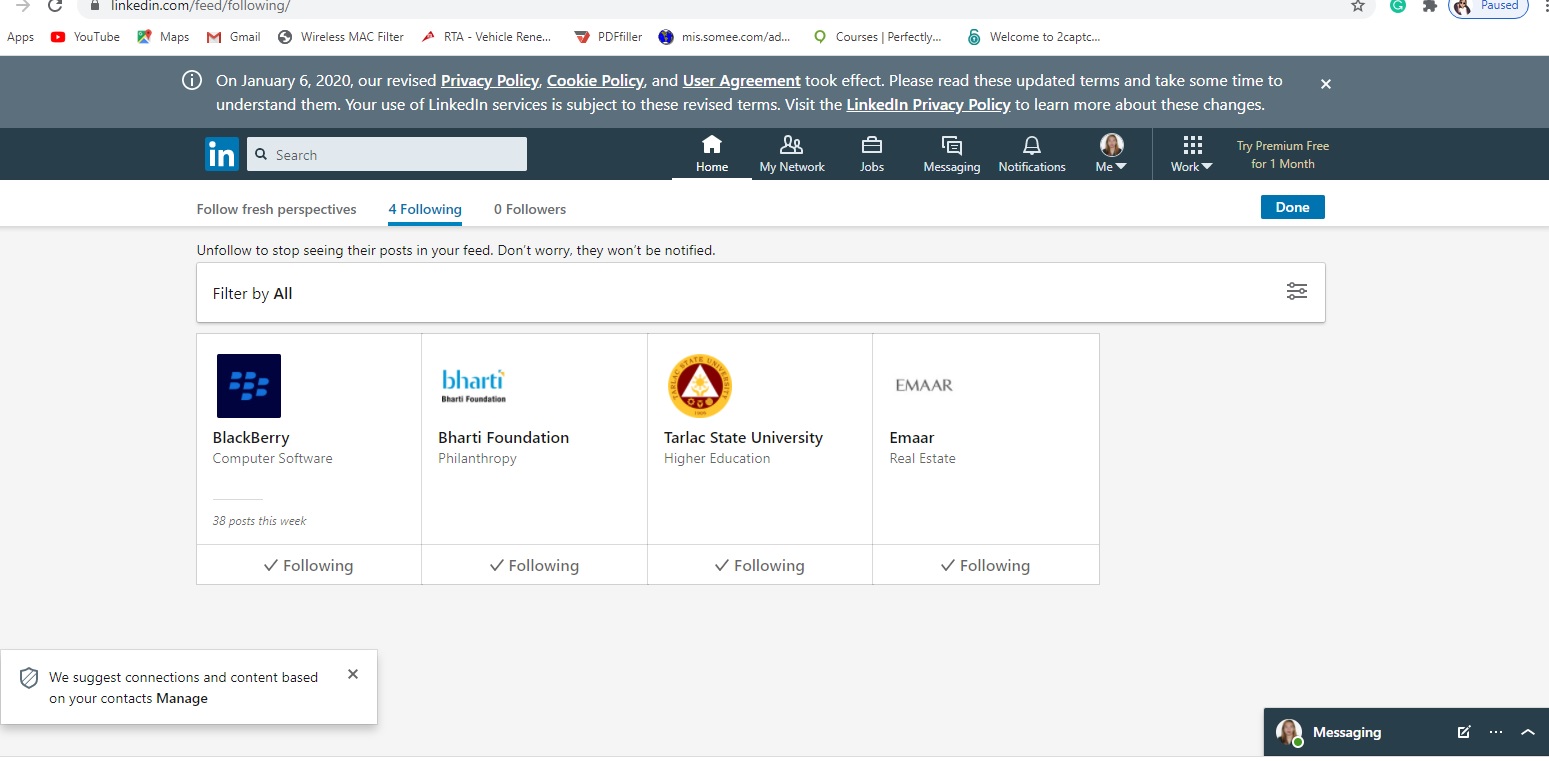 linkedin.com/feed/following/
Paused
Apps YouTube Maps Gmail Wireless MAC Filter RTA - Vehicle Rene... PDFfiller mis.somee.com/ad... Courses | Perfectly... Welcome to 2captc...
On January 6, 2020, our revised Privacy Policy, Cookie Policy, and User Agreement took effect. Please read these updated terms and take some time to
understand them. Your use of LinkedIn services is subject to these revised terms. Visit the LinkedIn Privacy Policy to learn more about these changes.
in Search
Home My Network Jobs Messaging Notifications Me Work
Try Premium Free
for 1 Month
Follow fresh perspectives 4 Following 0 Followers Done
Unfollow to stop seeing their posts in your feed. Don't worry, they won't be notified.
Filter by All
BlackBerry
Computer Software
38 posts this week
Following
bharti
Bharti Foundation
Bharti Foundation
Philanthropy
Following
TARLAC STATE UNIVERSITY
Tarlac State University
Higher Education
Following
EMAAR
Emaar
Real Estate
Following
We suggest connections and content based
on your contacts Manage
Messaging